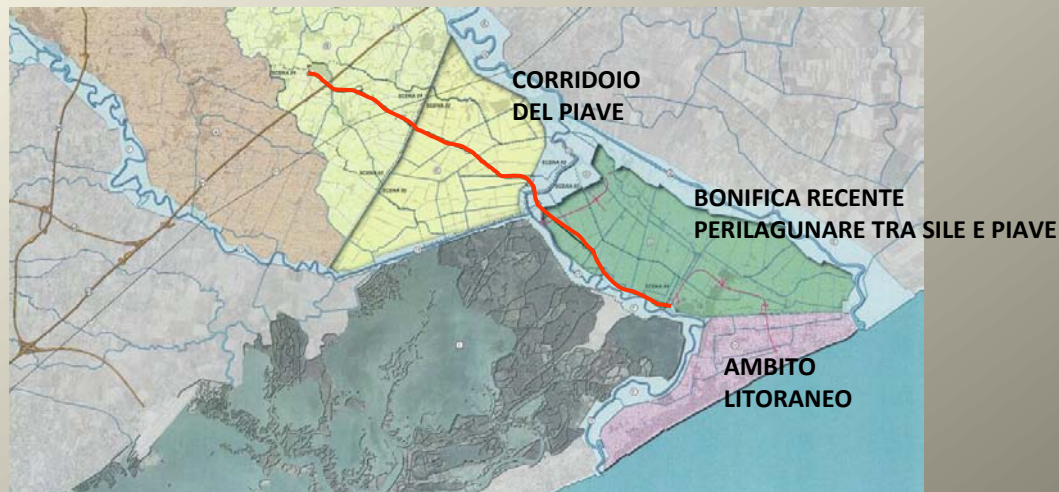 CORRIDOIO
DEL PIAVE
BONIFICA RECENTE
PERILAGUNARE TRA SILE E PIAVE
AMBITO
LITORANEO